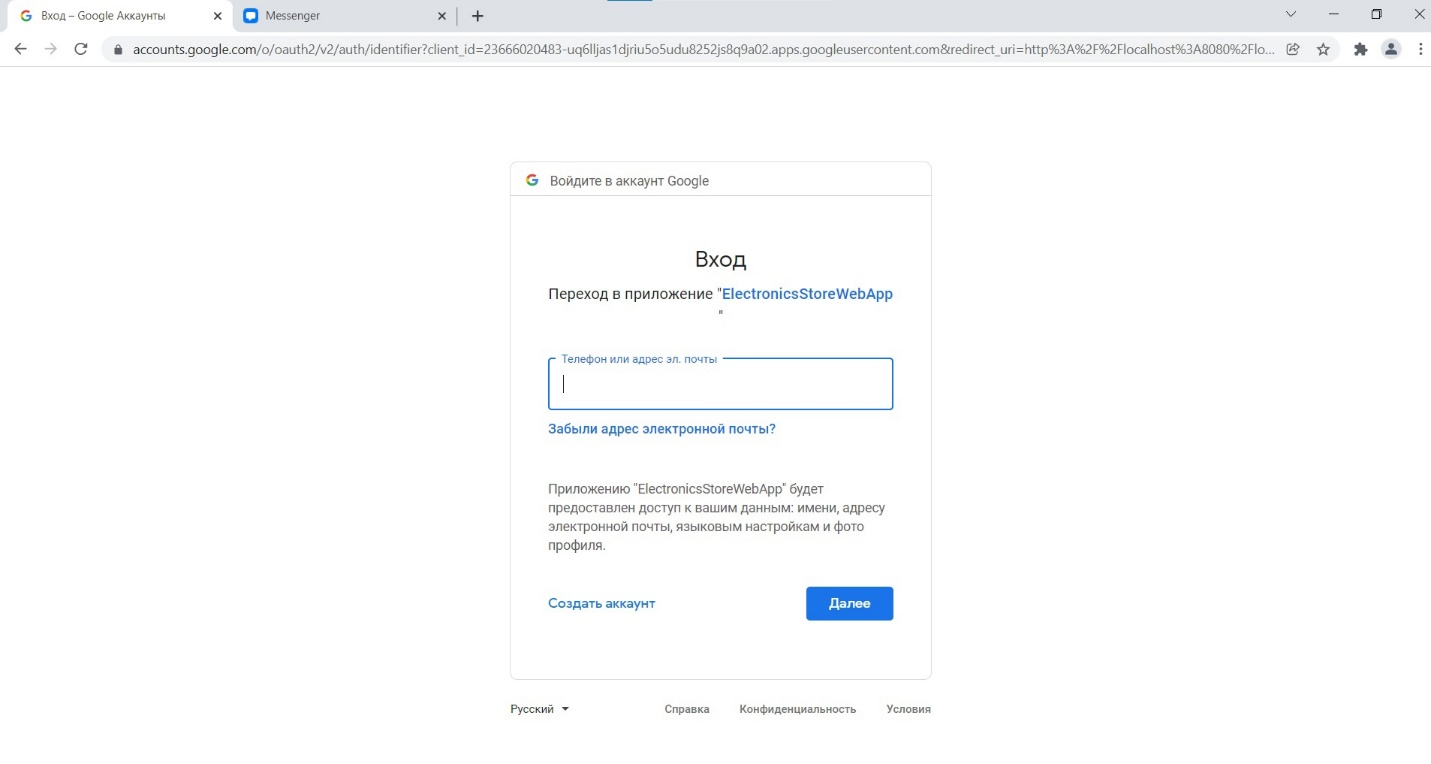 Вход – Google Аккаунты
Messenger
accounts.google.com/o/oauth2/v2/auth/identifier?client_id=23666020483-uq6lljas1djriu5o5udu8252js8q9a02.apps.googleusercontent.com&redirect_uri=http%3A%2F%2Flocalhost%3A8080%2Flo...
Войдите в аккаунт Google
Вход
Переход в приложение "ElectronicsStoreWebApp
"
Телефон или адрес эл. почты
Забыли адрес электронной почты?
Приложению "ElectronicsStoreWebApp" будет
предоставлен доступ к вашим данным: имени, адресу
электронной почты, языковым настройкам и фото
профиля.
Создать аккаунт
Далее
Русский
Справка
Конфиденциальность
Условия